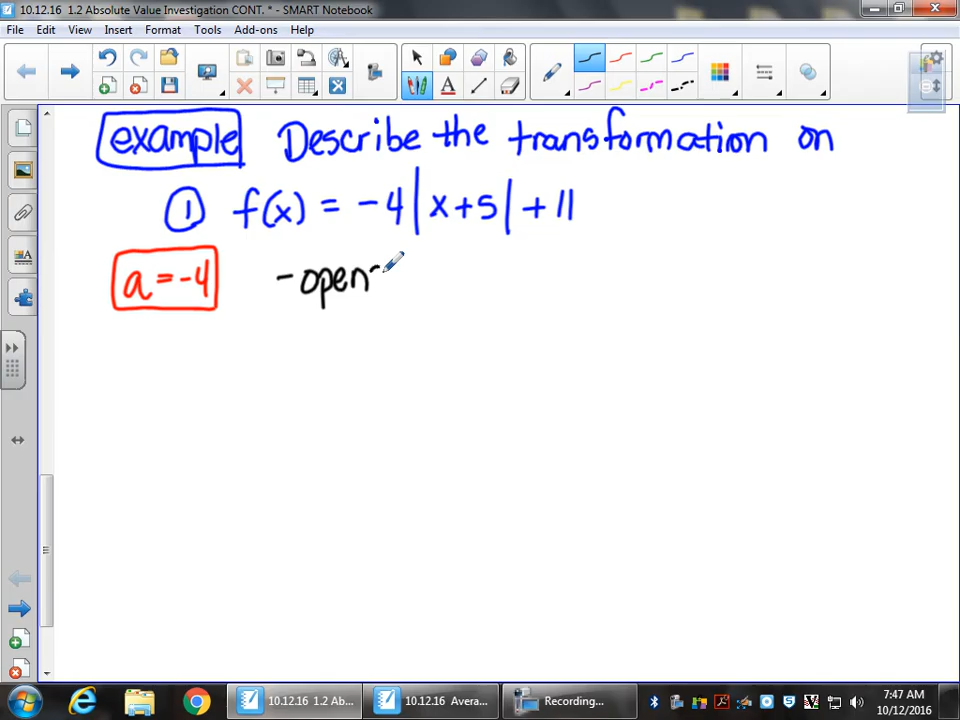 10.12.16 1.2 Absolute Value Investigation CONT. * - SMART Notebook
File Edit View Insert Format Tools Add-ons Help
example Describe the transformation on
① f(x) = -4|x+5| + 11
a = -4 - open-
10.12.16 1.2 Ab...
10.12.16 Avera...
Recording...
7:47 AM
10/12/2016